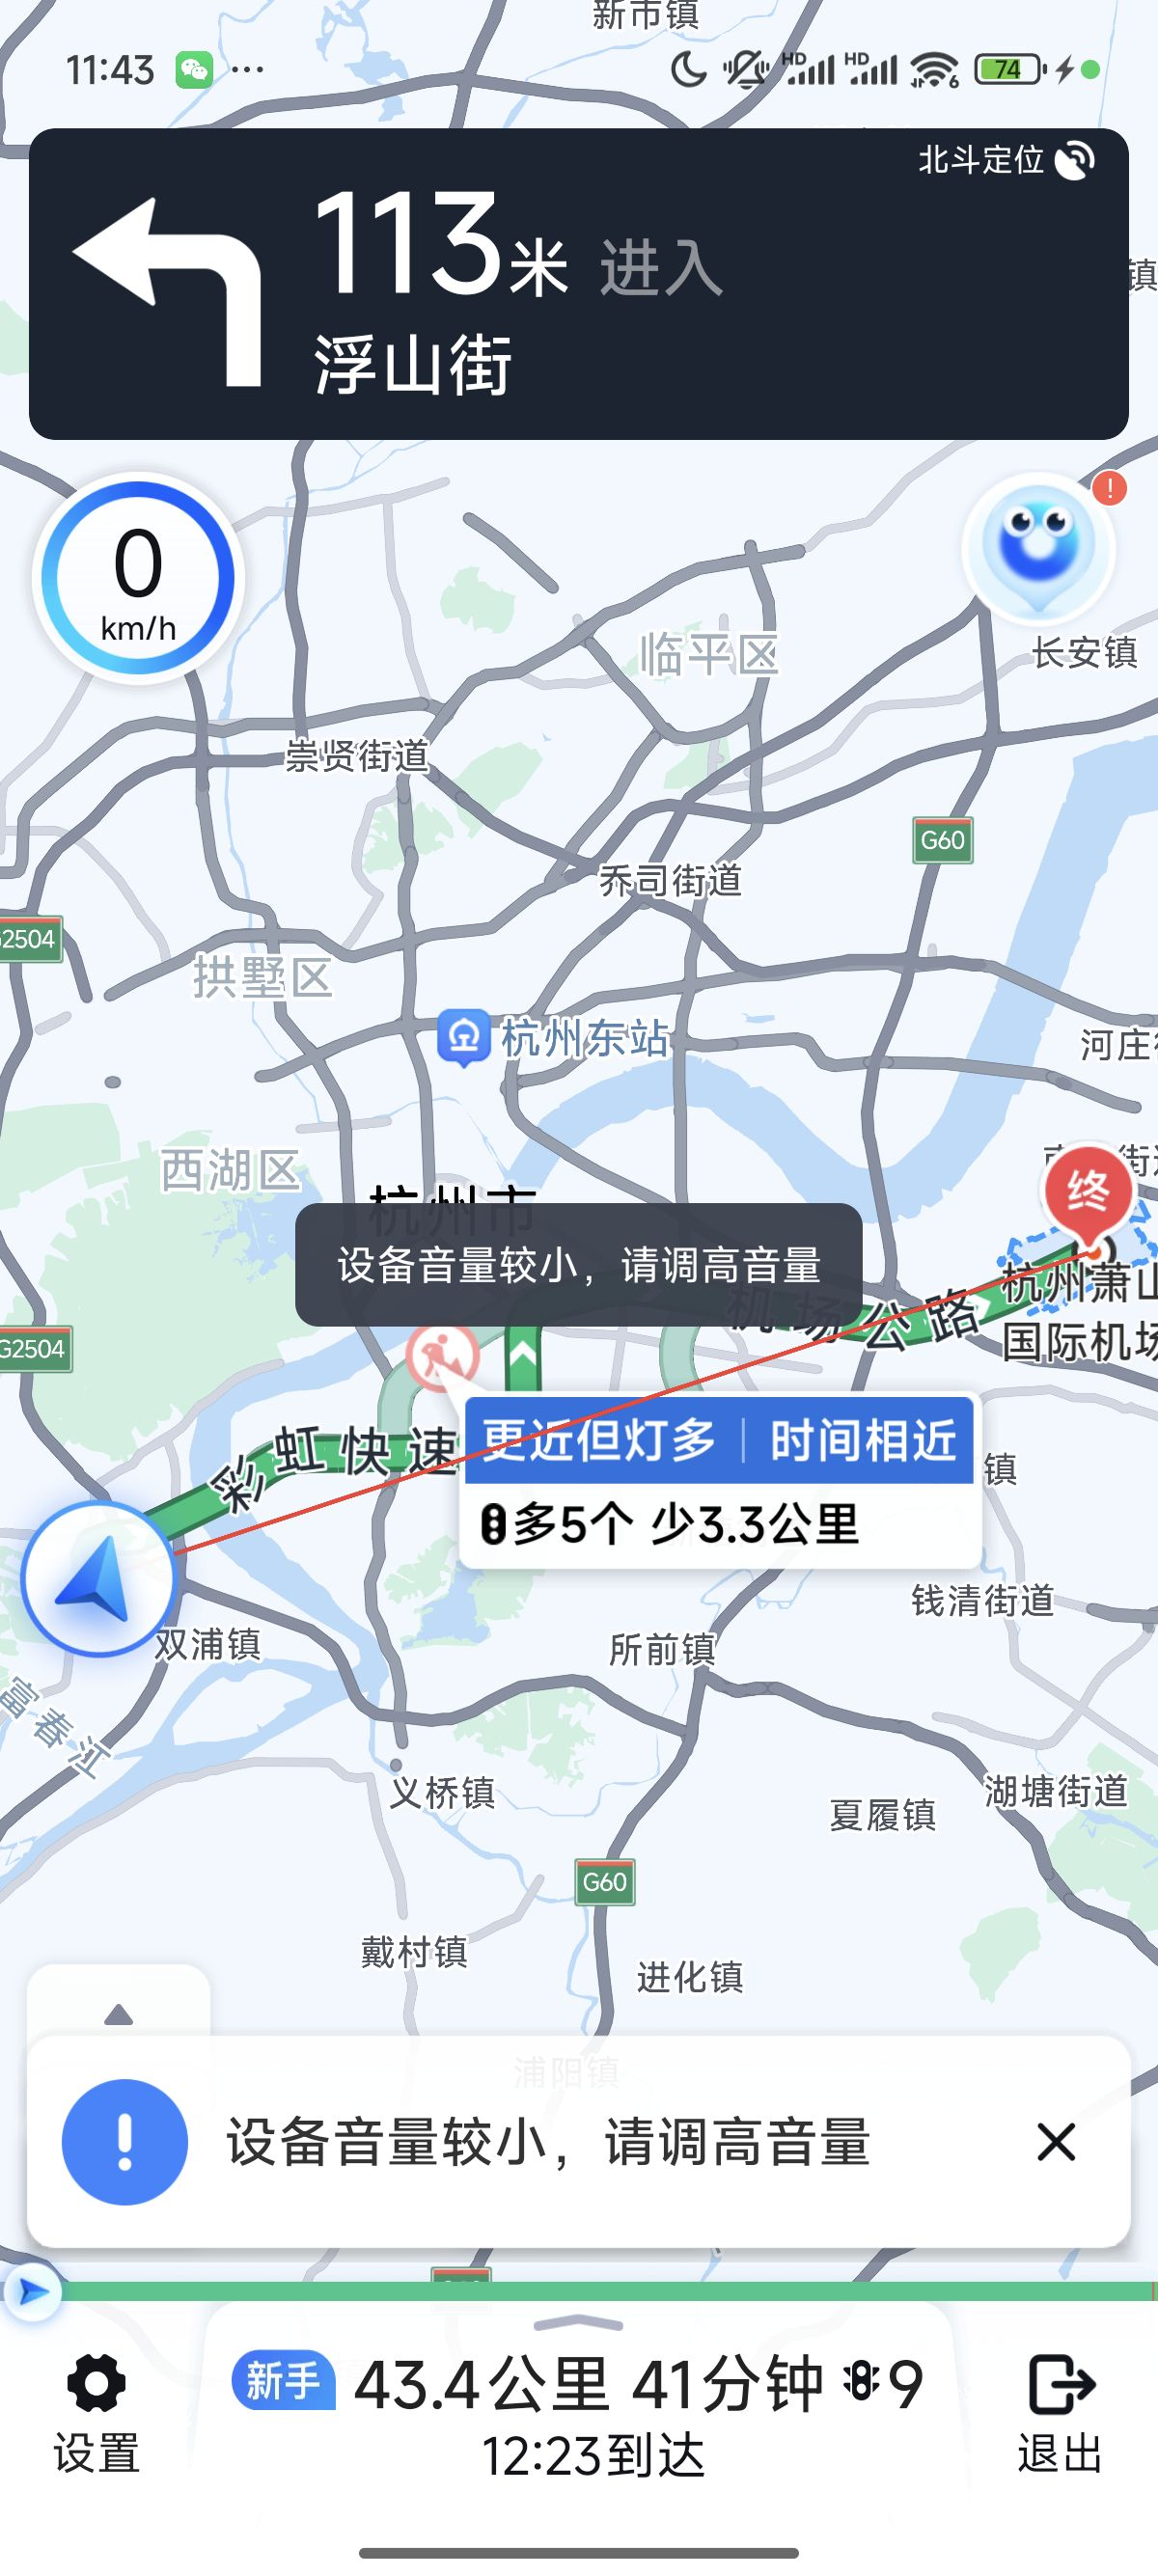 新市镇
11:43
HD HD 6 74
北斗定位
113米 进入
浮山街
镇
0
km/h
临平区
长安镇
崇贤街道
G60
乔司街道
G2504
拱墅区
杭州东站
河庄
西湖区
杭州市
终
设备音量较小，请调高音量
机场公路
杭州萧山
国际机场
G2504
彩虹快速
更近但灯多 时间相近
多5个 少3.3公里
镇
钱清街道
双浦镇
所前镇
富春江
义桥镇
湖塘街道
夏履镇
G60
戴村镇
进化镇
浦阳镇
设备音量较小，请调高音量
新手 43.4公里 41分钟 9
12:23到达
设置
退出